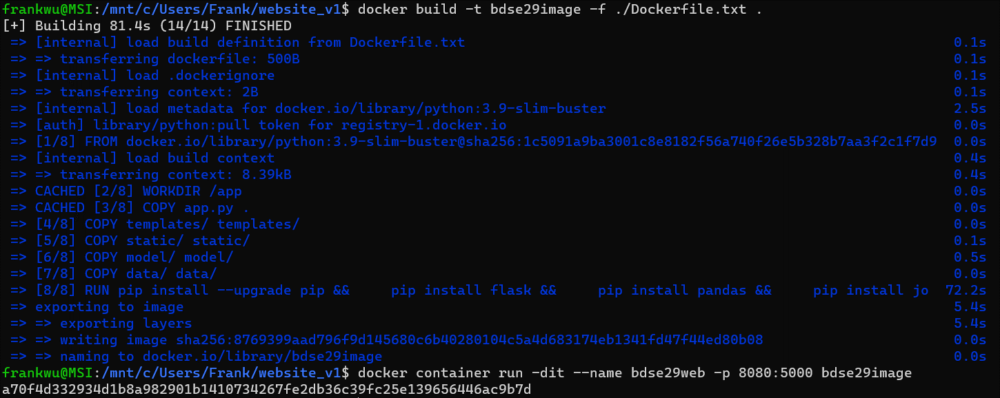 frankwu@MSI:/mnt/c/Users/Frank/website_v1$ docker build -t bdse29image -f ./Dockerfile.txt .
[+] Building 81.4s (14/14) FINISHED
=> [internal] load build definition from Dockerfile.txt 0.1s
=> => transferring dockerfile: 500B 0.1s
=> [internal] load .dockerignore 0.1s
=> => transferring context: 2B 0.1s
=> [internal] load metadata for docker.io/library/python:3.9-slim-buster 2.5s
=> [auth] library/python:pull token for registry-1.docker.io 0.0s
=> [1/8] FROM docker.io/library/python:3.9-slim-buster@sha256:1c5091a9ba3001c8e8182f56a740f26e5b328b7aa3f2c1f7d9 0.0s
=> [internal] load build context 0.4s
=> => transferring context: 8.39kB 0.4s
=> CACHED [2/8] WORKDIR /app 0.0s
=> CACHED [3/8] COPY app.py . 0.0s
=> [4/8] COPY templates/ templates/ 0.0s
=> [5/8] COPY static/ static/ 0.1s
=> [6/8] COPY model/ model/ 0.5s
=> [7/8] COPY data/ data/ 0.0s
=> [8/8] RUN pip install --upgrade pip &&     pip install flask &&     pip install pandas &&     pip install jo 72.2s
=> exporting to image 5.4s
=> => exporting layers 5.4s
=> => writing image sha256:8769399aad796f9d145680c6b40280104c5a4d683174eb1341fd47f44ed80b08 0.0s
=> => naming to docker.io/library/bdse29image 0.0s
frankwu@MSI:/mnt/c/Users/Frank/website_v1$ docker container run -dit --name bdse29web -p 8080:5000 bdse29image
a70f4d332934d1b8a982901b1410734267fe2db36c39fc25e139656446ac9b7d